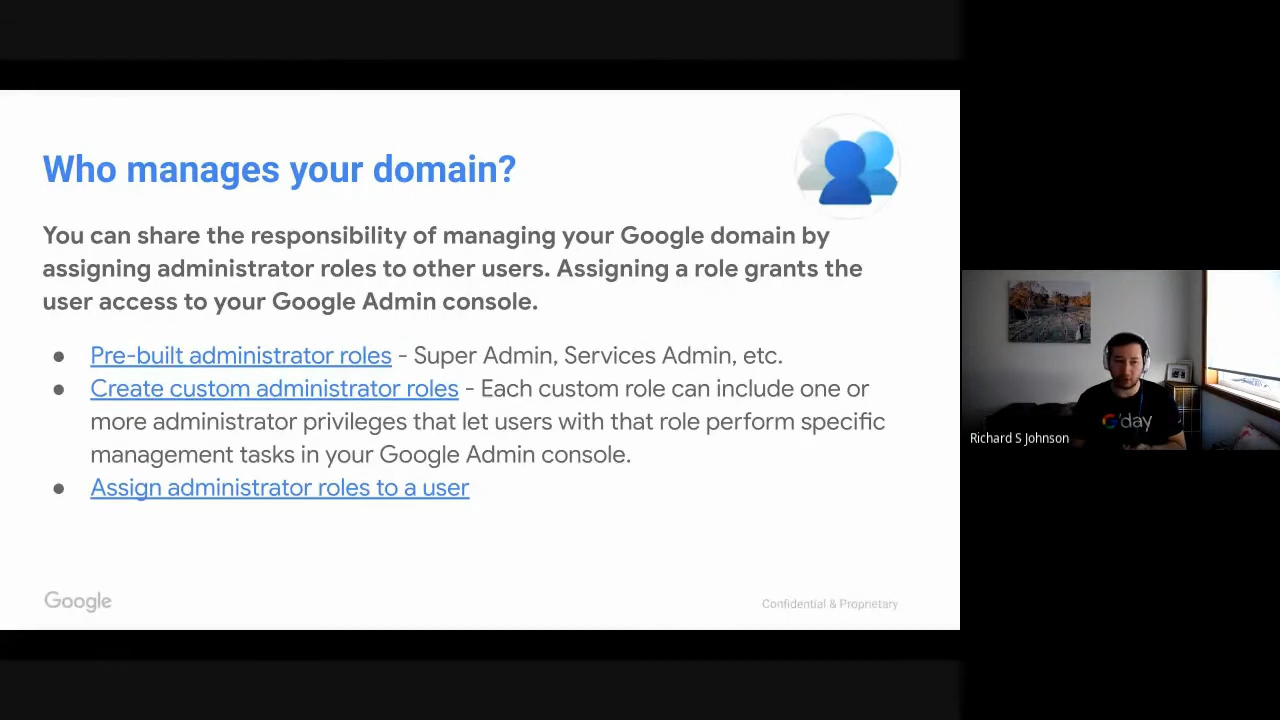 Who manages your domain?
You can share the responsibility of managing your Google domain by
assigning administrator roles to other users. Assigning a role grants the
user access to your Google Admin console.
● Pre-built administrator roles - Super Admin, Services Admin, etc.
● Create custom administrator roles - Each custom role can include one or
more administrator privileges that let users with that role perform specific
management tasks in your Google Admin console.
● Assign administrator roles to a user
Google
Confidential & Proprietary
G'day
Richard S Johnson